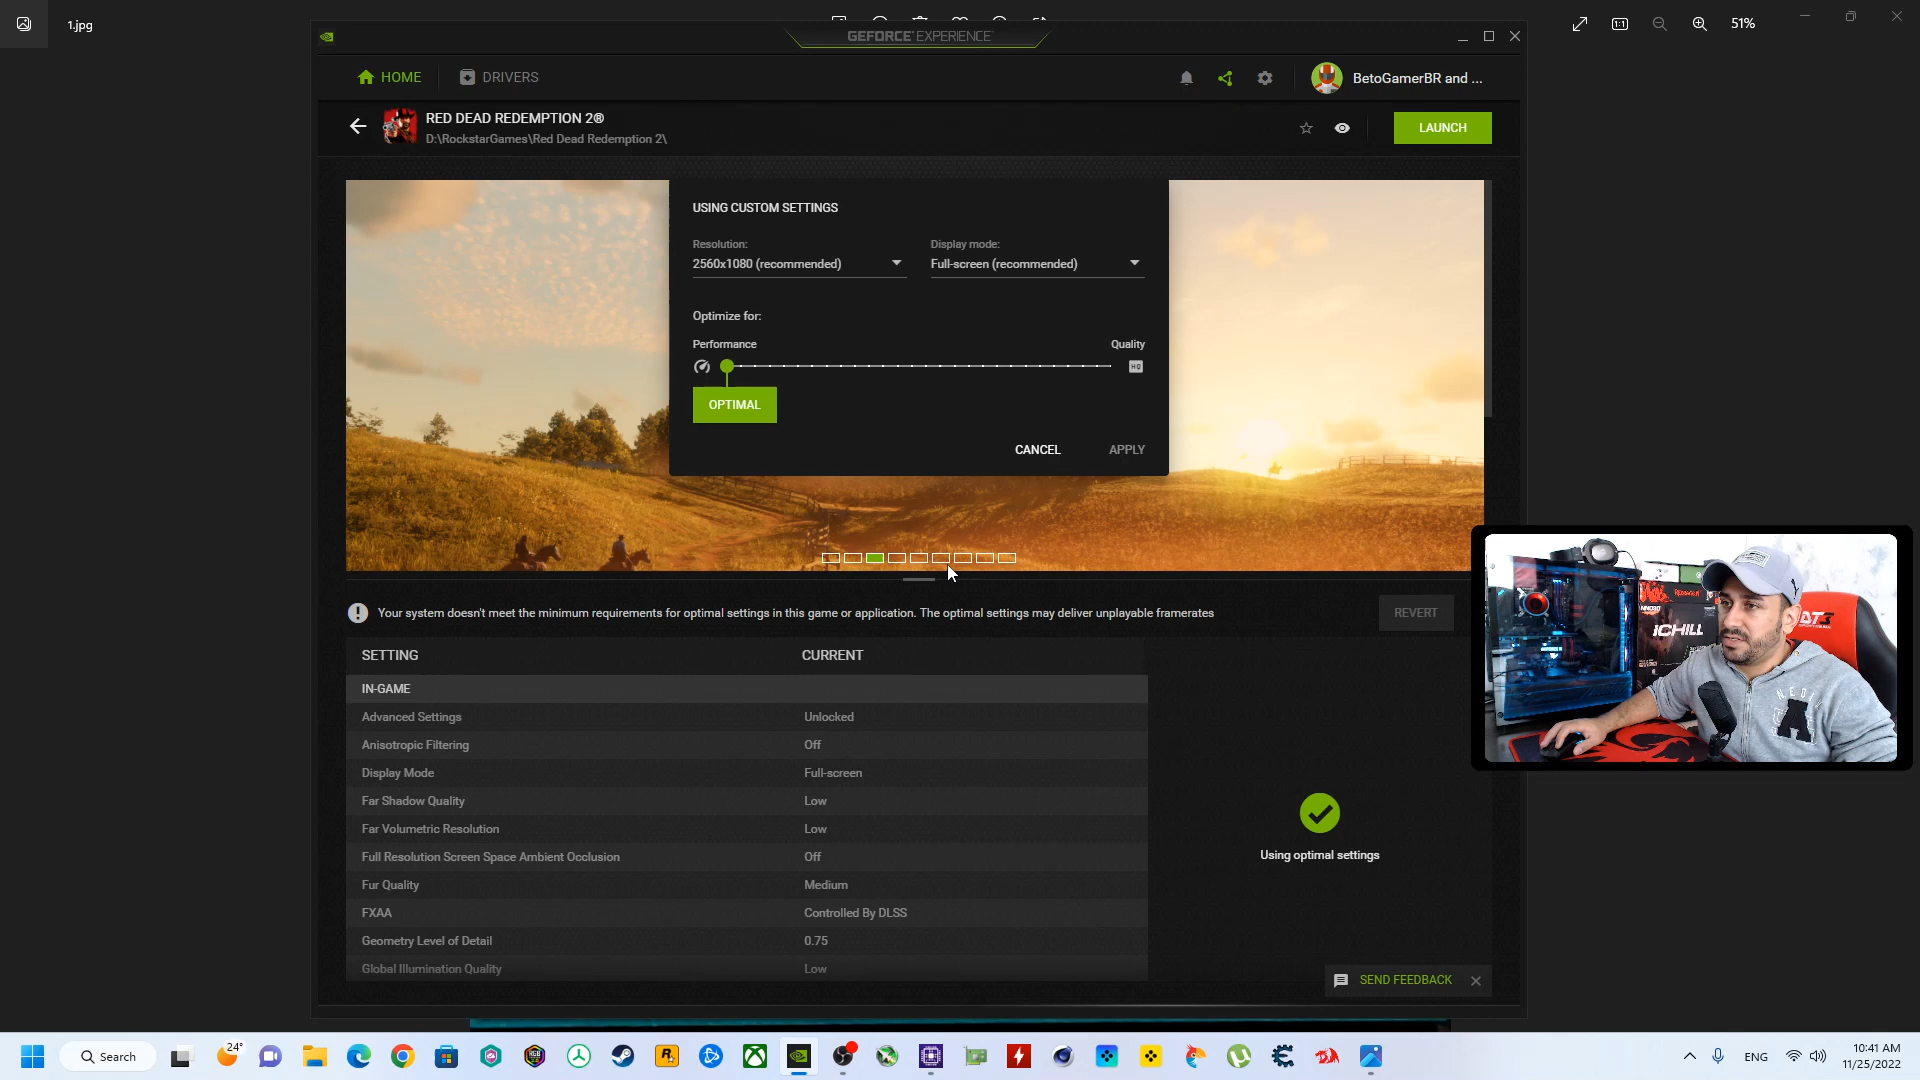 1.jpg
51%
GEFORCE EXPERIENCE
HOME
DRIVERS
BetoGamerBR and ...
RED DEAD REDEMPTION 2®
D:\RockstarGames\Red Dead Redemption 2\
LAUNCH
USING CUSTOM SETTINGS
Resolution:
2560x1080 (recommended)
Display mode:
Full-screen (recommended)
Optimize for:
Performance
Quality
HQ
OPTIMAL
CANCEL
APPLY
Your system doesn't meet the minimum requirements for optimal settings in this game or application. The optimal settings may deliver unplayable framerates
REVERT
SETTING
CURRENT
IN-GAME
Advanced Settings
Unlocked
Anisotropic Filtering
Off
Display Mode
Full-screen
Far Shadow Quality
Low
Far Volumetric Resolution
Low
Full Resolution Screen Space Ambient Occlusion
Off
Fur Quality
Medium
FXAA
Controlled By DLSS
Geometry Level of Detail
0.75
Global Illumination Quality
Low
Using optimal settings
SEND FEEDBACK
iCHILL
DT3
A
Search
24°
ENG
10:41 AM
11/25/2022